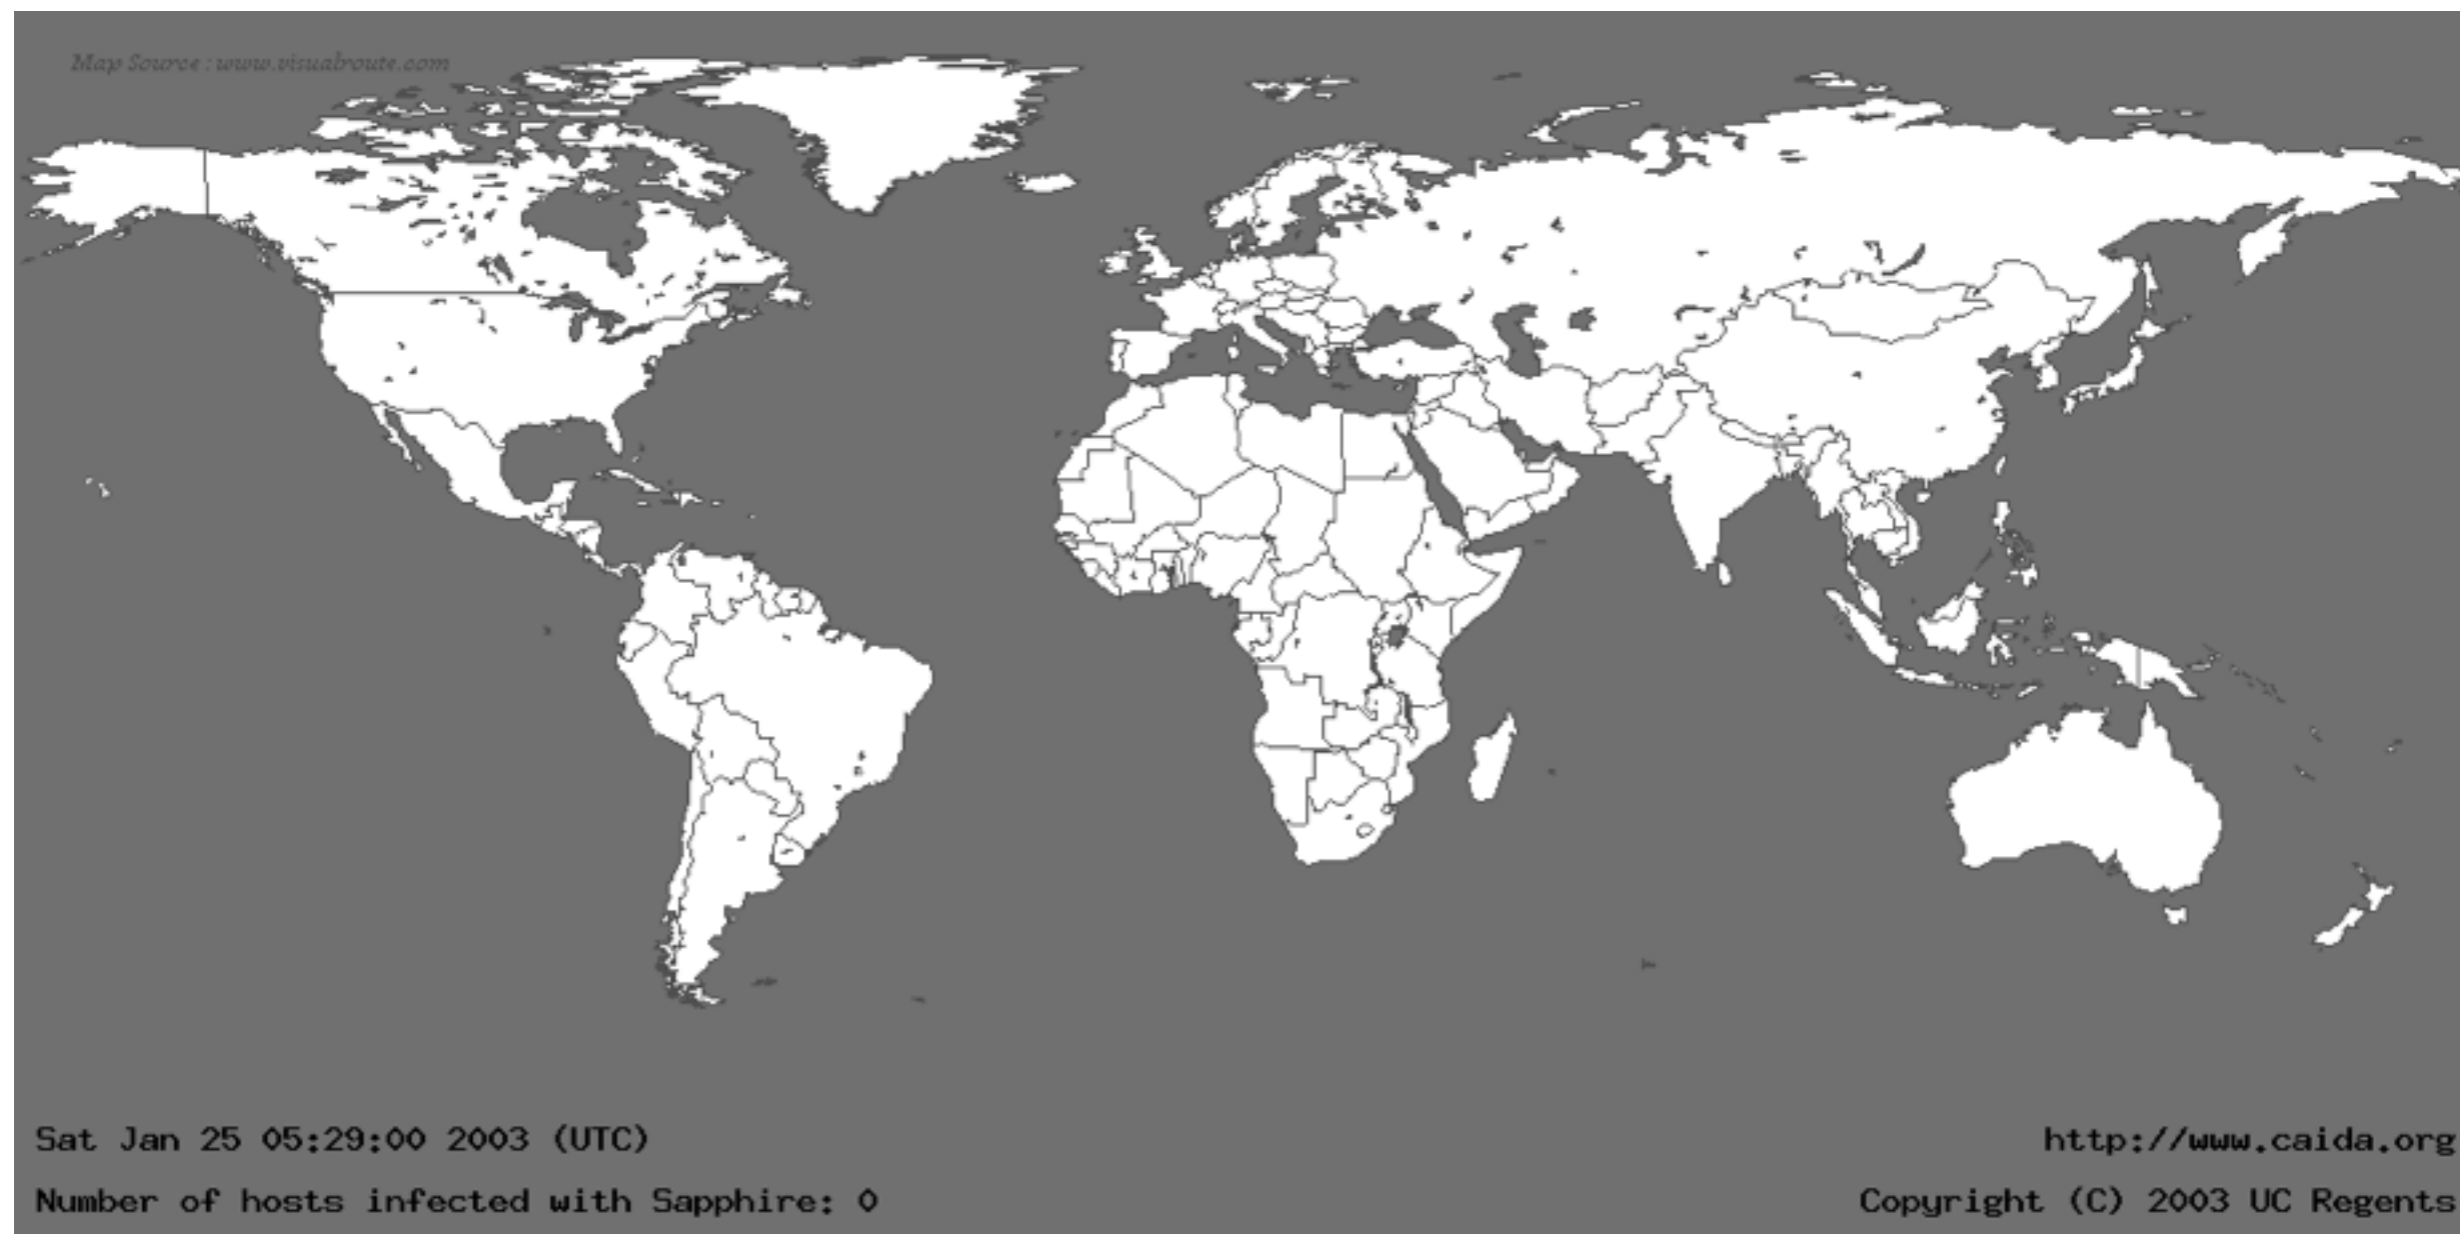 Map Source : www.visualroute.com
Sat Jan 25 05:29:00 2003 (UTC)
http://www.caida.org
Number of hosts infected with Sapphire: 0
Copyright (C) 2003 UC Regents